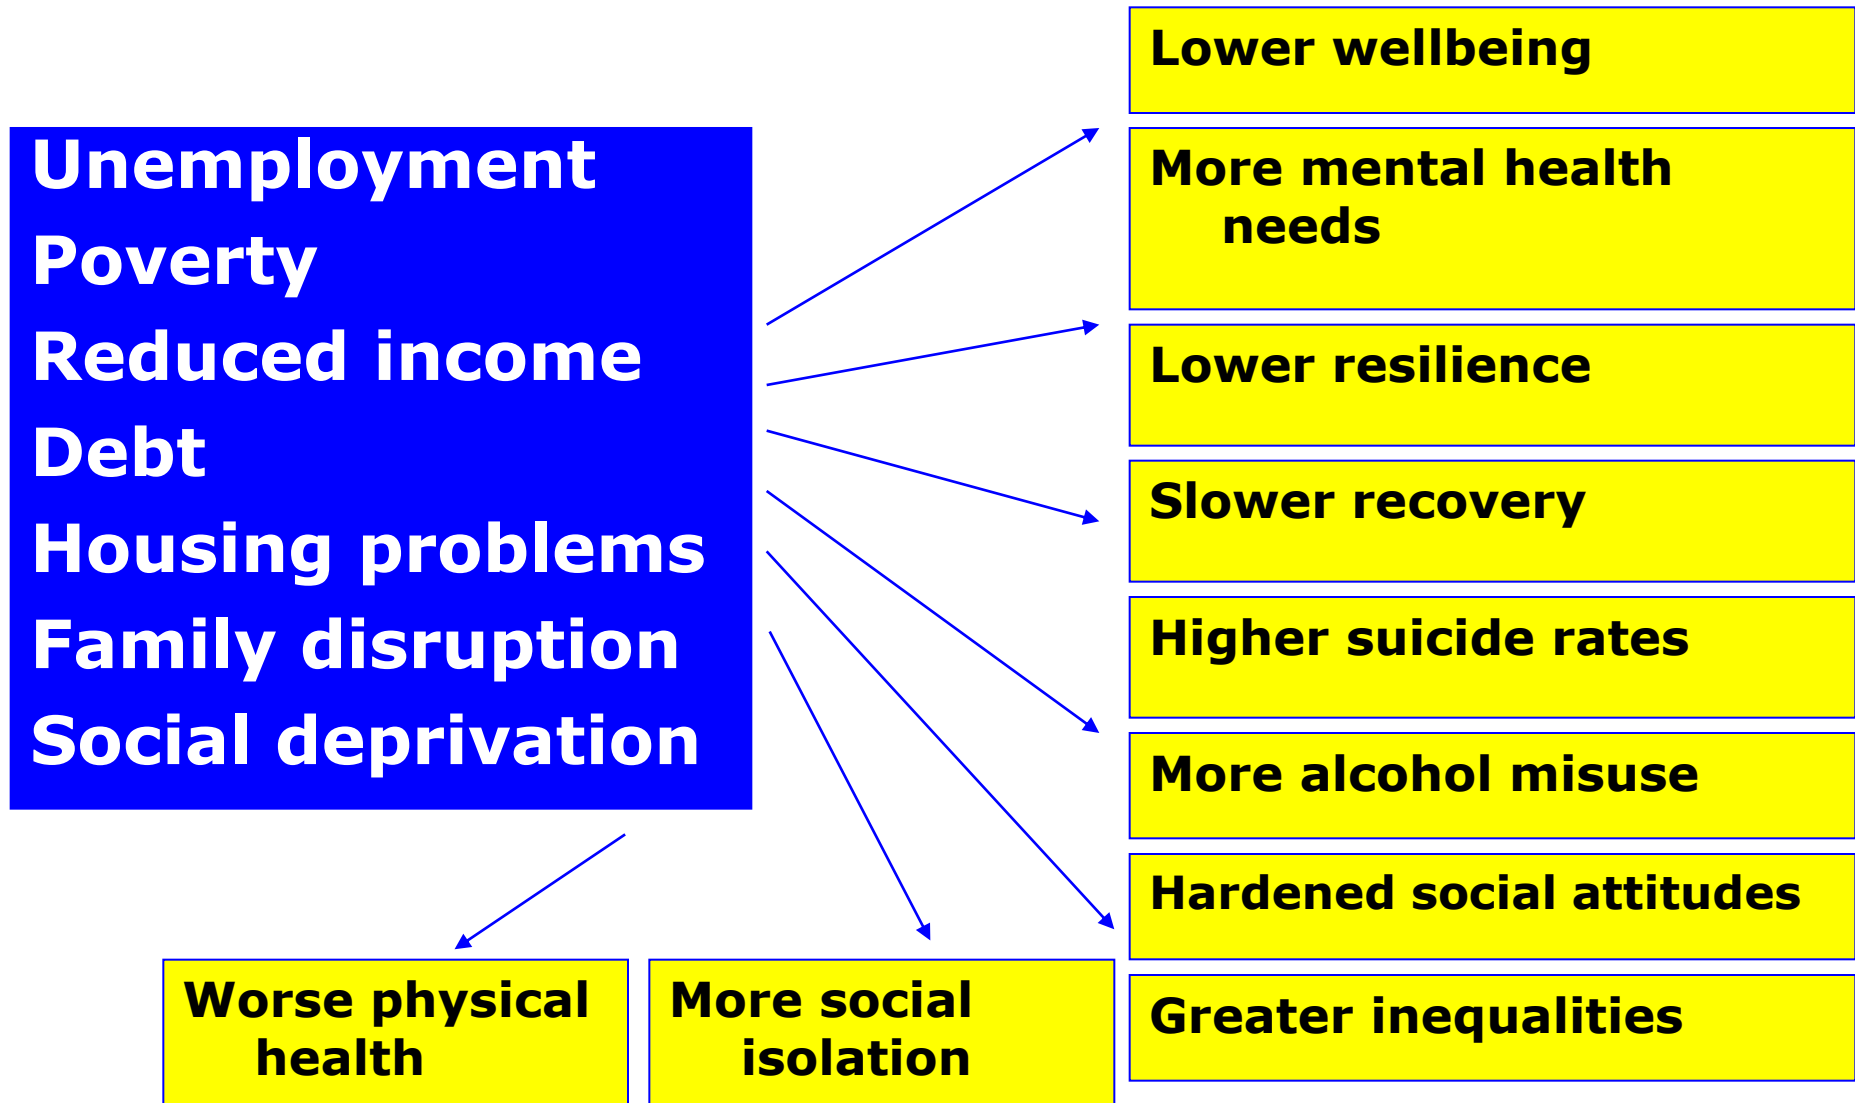 Unemployment
Poverty
Reduced income
Debt
Housing problems
Family disruption
Social deprivation
Lower wellbeing
More mental health
needs
Lower resilience
Slower recovery
Higher suicide rates
More alcohol misuse
Hardened social attitudes
Greater inequalities
Worse physical
health
More social
isolation